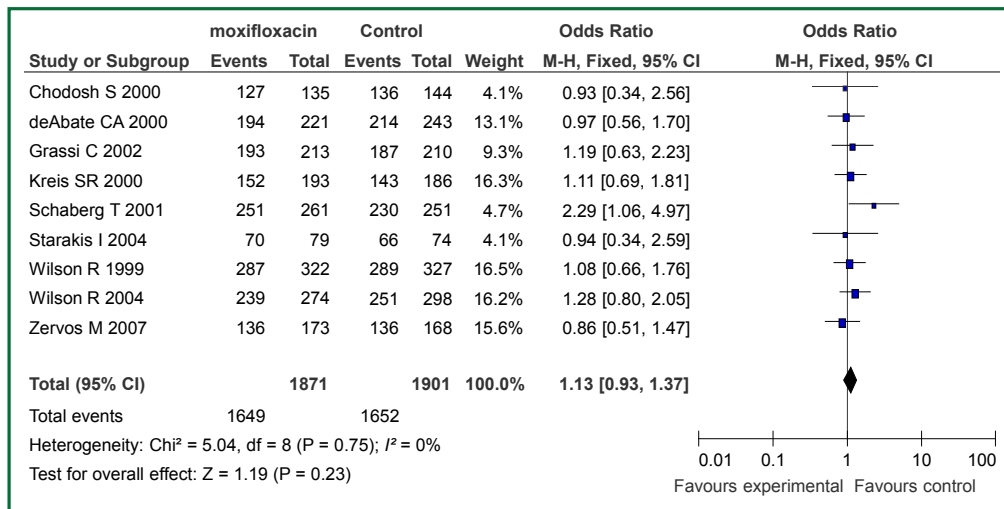 moxifloxacin Control Odds Ratio Odds Ratio
Study or Subgroup Events Total Events Total Weight M-H, Fixed, 95% CI M-H, Fixed, 95% CI
Chodosh S 2000 127 135 136 144 4.1% 0.93 [0.34, 2.56]
deAbate CA 2000 194 221 214 243 13.1% 0.97 [0.56, 1.70]
Grassi C 2002 193 213 187 210 9.3% 1.19 [0.63, 2.23]
Kreis SR 2000 152 193 143 186 16.3% 1.11 [0.69, 1.81]
Schaberg T 2001 251 261 230 251 4.7% 2.29 [1.06, 4.97]
Starakis I 2004 70 79 66 74 4.1% 0.94 [0.34, 2.59]
Wilson R 1999 287 322 289 327 16.5% 1.08 [0.66, 1.76]
Wilson R 2004 239 274 251 298 16.2% 1.28 [0.80, 2.05]
Zervos M 2007 136 173 136 168 15.6% 0.86 [0.51, 1.47]
Total (95% CI) 1871 1901 100.0% 1.13 [0.93, 1.37]
Total events 1649 1652
Heterogeneity: Chi² = 5.04, df = 8 (P = 0.75); I² = 0%
Test for overall effect: Z = 1.19 (P = 0.23)
0.01 0.1 1 10 100
Favours experimental Favours control